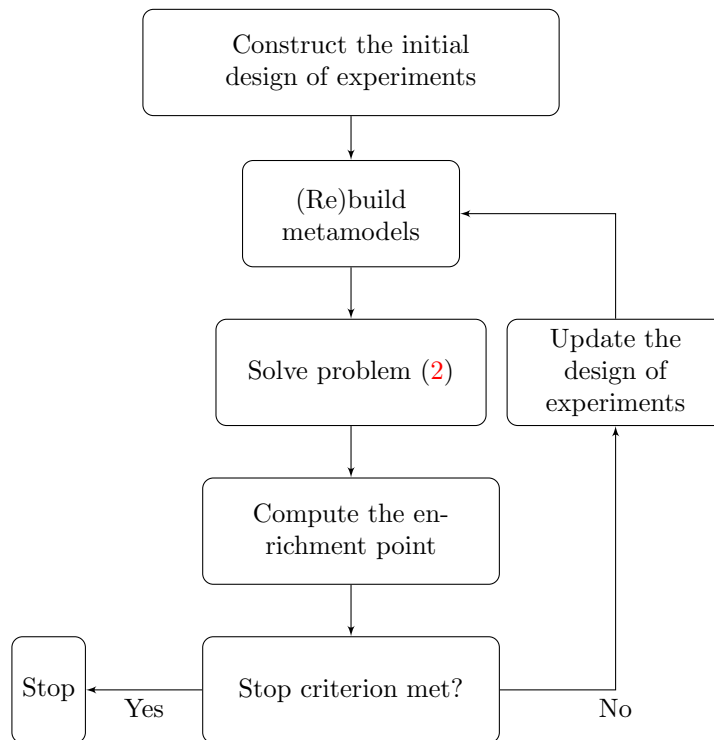 Construct the initial
design of experiments
(Re)build
metamodels
Solve problem (2)
Update the
design of
experiments
Compute the en-
richment point
Stop
Yes
Stop criterion met?
No